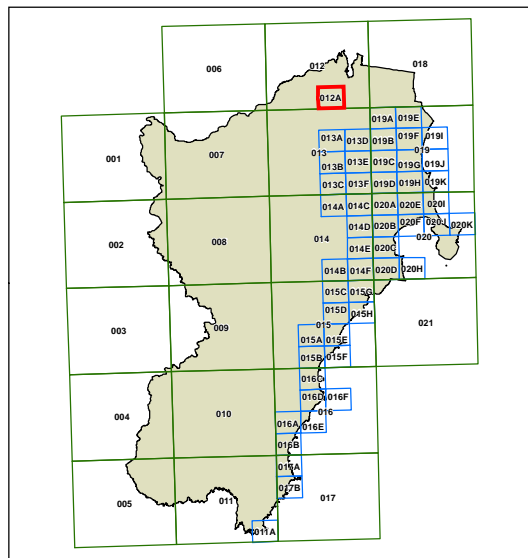 006 012 018
012A
019A 019E
001 007 013A 013D 019B 019F 019I
013 019
013B 013E 019C 019G 019J
013C 013F 019D 019H 019K
014A 014C 020A 020E 020I
002 008 014 014D 020B 020F 020J 020K
020
014E 020C
014B 014F 020D 020H
015C 015G
003 009 015D 015H 021
015
015A 015E
015B 015F
016C
004 010 016D 016F
016
016A 016E
016B
017A
005 011 017B 017
011A